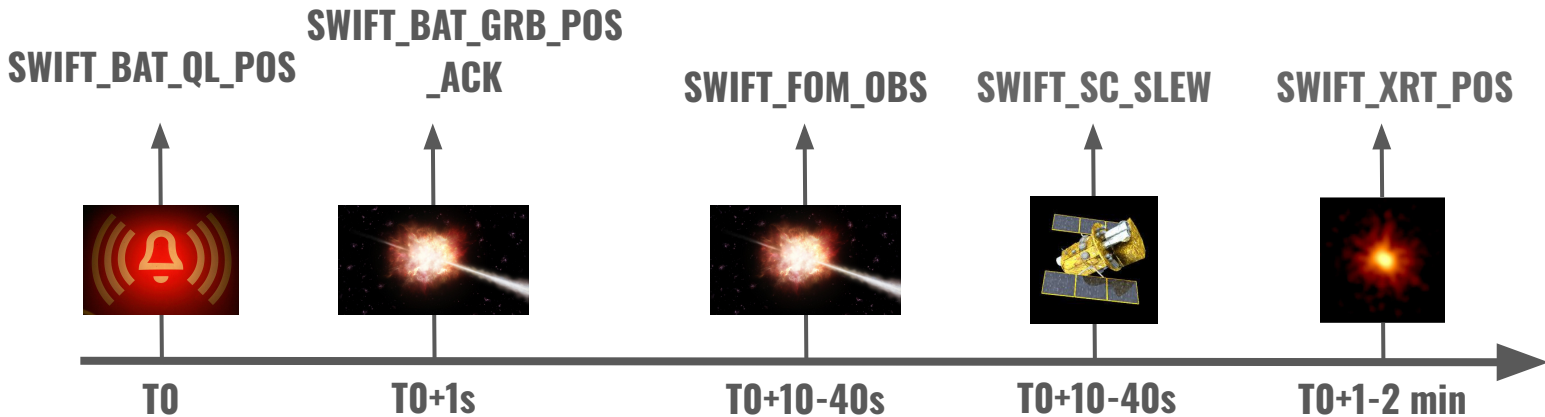 SWIFT_BAT_QL_POS
SWIFT_BAT_GRB_POS
_ACK
SWIFT_FOM_OBS
SWIFT_SC_SLEW
SWIFT_XRT_POS
T0
T0+1s
T0+10-40s
T0+10-40s
T0+1-2 min